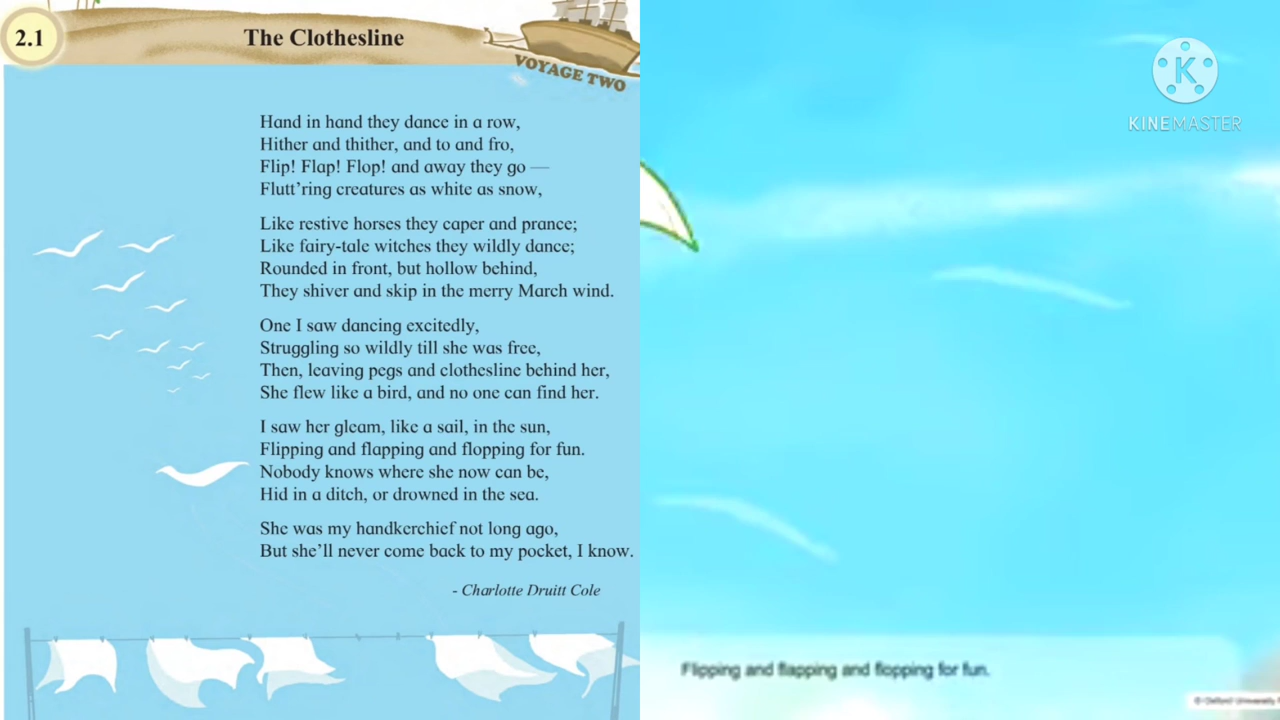 2.1
The Clothesline
VOYAGE TWO
Hand in hand they dance in a row,
Hither and thither, and to and fro,
Flip! Flap! Flop! and away they go —
Flutt'ring creatures as white as snow,
Like restive horses they caper and prance;
Like fairy-tale witches they wildly dance;
Rounded in front, but hollow behind,
They shiver and skip in the merry March wind.
One I saw dancing excitedly,
Struggling so wildly till she was free,
Then, leaving pegs and clothesline behind her,
She flew like a bird, and no one can find her.
I saw her gleam, like a sail, in the sun,
Flipping and flapping and flopping for fun.
Nobody knows where she now can be,
Hid in a ditch, or drowned in the sea.
She was my handkerchief not long ago,
But she'll never come back to my pocket, I know.
- Charlotte Druitt Cole
K
KINEMASTER
Flipping and flapping and flopping for fun.
© Oxford University